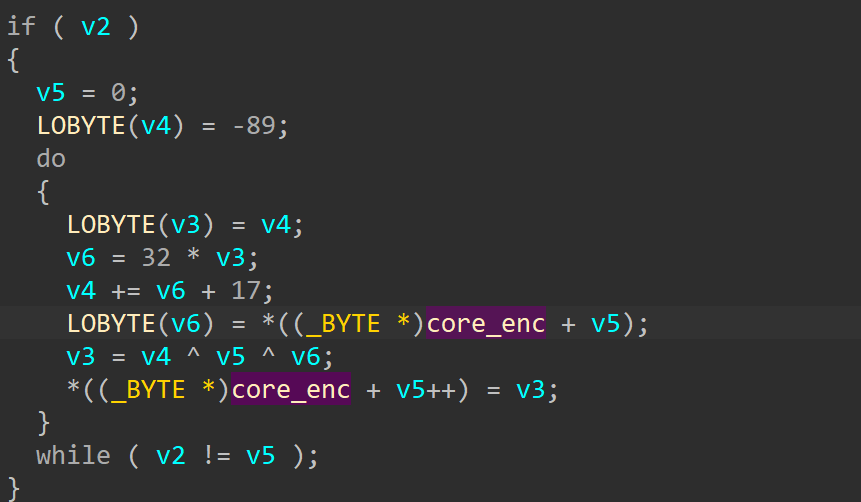 if ( v2 )
{
  v5 = 0;
  LOBYTE(v4) = -89;
  do
  {
    LOBYTE(v3) = v4;
    v6 = 32 * v3;
    v4 += v6 + 17;
    LOBYTE(v6) = *((_BYTE *)core_enc + v5);
    v3 = v4 ^ v5 ^ v6;
    *((_BYTE *)core_enc + v5++) = v3;
  }
  while ( v2 != v5 );
}